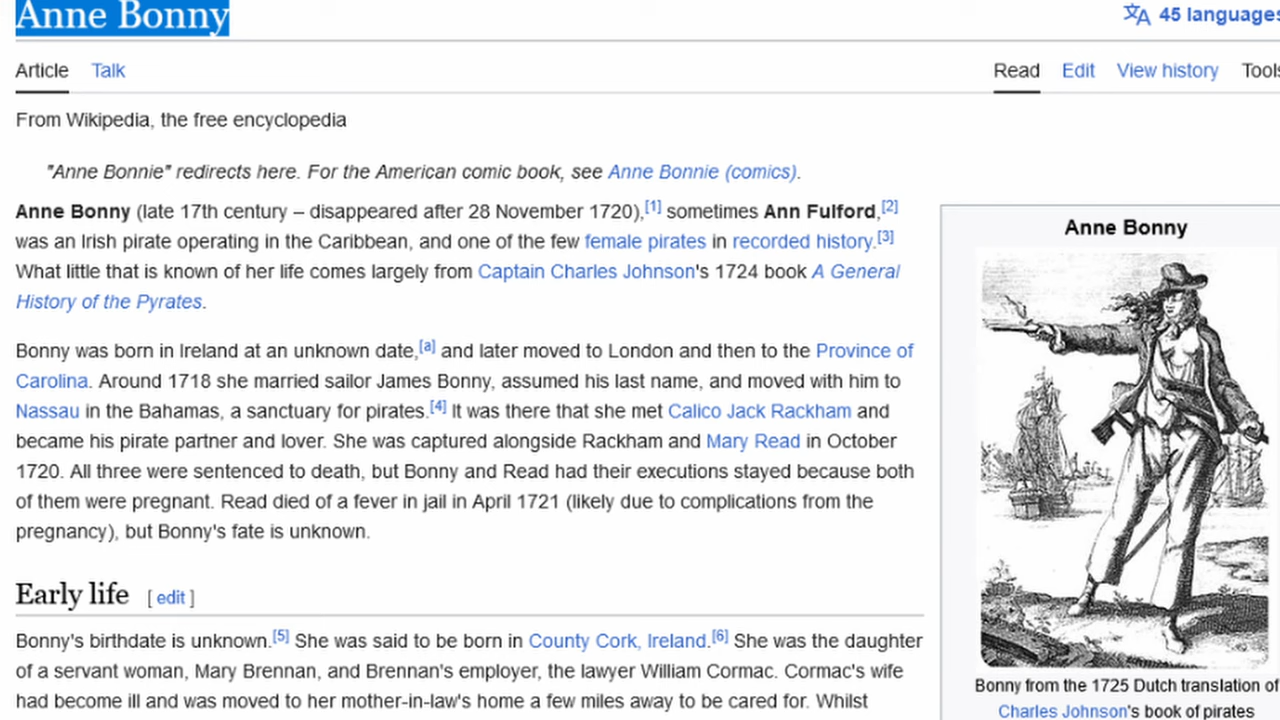 Anne Bonny
45 languages
Article Talk Read Edit View history Tools
From Wikipedia, the free encyclopedia
"Anne Bonnie" redirects here. For the American comic book, see Anne Bonnie (comics).
Anne Bonny (late 17th century – disappeared after 28 November 1720),[1] sometimes Ann Fulford,[2]
was an Irish pirate operating in the Caribbean, and one of the few female pirates in recorded history.[3]
What little that is known of her life comes largely from Captain Charles Johnson's 1724 book A General
History of the Pyrates.
Bonny was born in Ireland at an unknown date,[a] and later moved to London and then to the Province of
Carolina. Around 1718 she married sailor James Bonny, assumed his last name, and moved with him to
Nassau in the Bahamas, a sanctuary for pirates.[4] It was there that she met Calico Jack Rackham and
became his pirate partner and lover. She was captured alongside Rackham and Mary Read in October
1720. All three were sentenced to death, but Bonny and Read had their executions stayed because both
of them were pregnant. Read died of a fever in jail in April 1721 (likely due to complications from the
pregnancy), but Bonny's fate is unknown.
Early life [ edit ]
Bonny's birthdate is unknown.[5] She was said to be born in County Cork, Ireland.[6] She was the daughter
of a servant woman, Mary Brennan, and Brennan's employer, the lawyer William Cormac. Cormac's wife
had become ill and was moved to her mother-in-law's home a few miles away to be cared for. Whilst
Anne Bonny
Bonny from the 1725 Dutch translation of
Charles Johnson's book of pirates